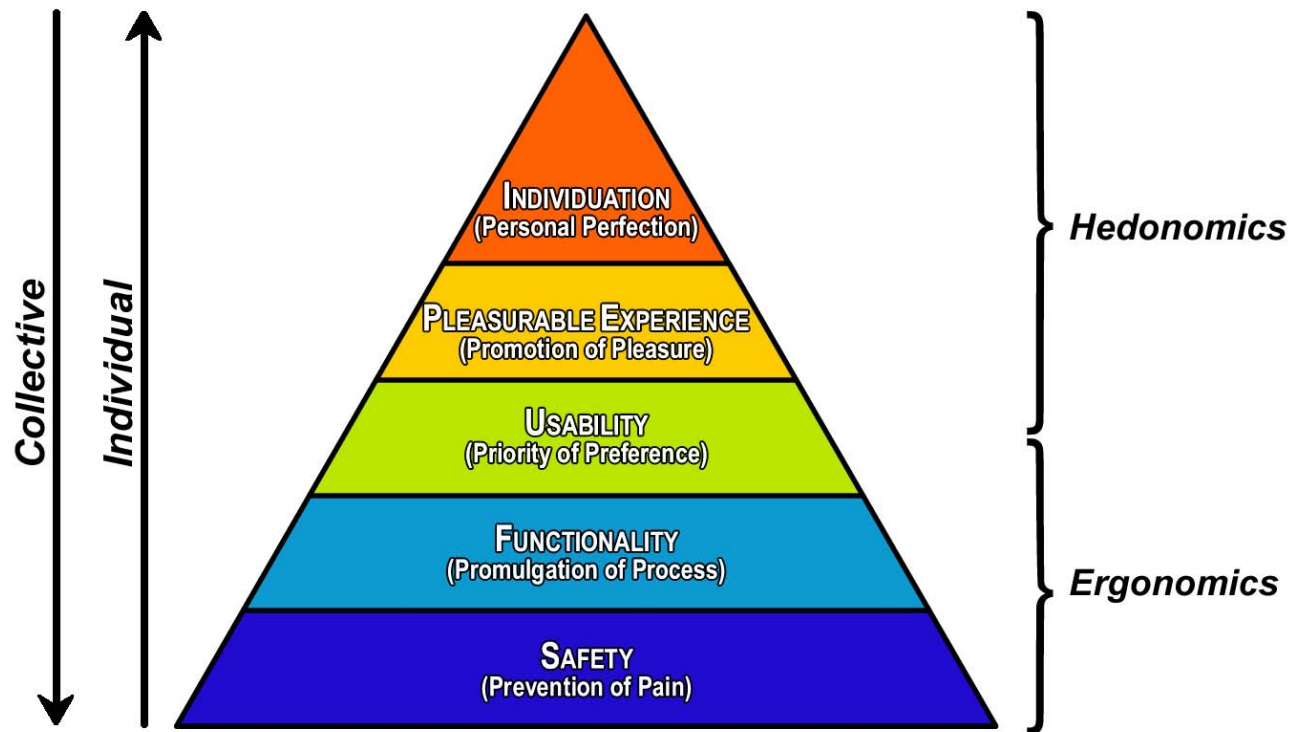 Collective
Individual
INDIVIDUATION
(Personal Perfection)
PLEASURABLE EXPERIENCE
(Promotion of Pleasure)
USABILITY
(Priority of Preference)
FUNCTIONALITY
(Promulgation of Process)
SAFETY
(Prevention of Pain)
Hedonomics
Ergonomics